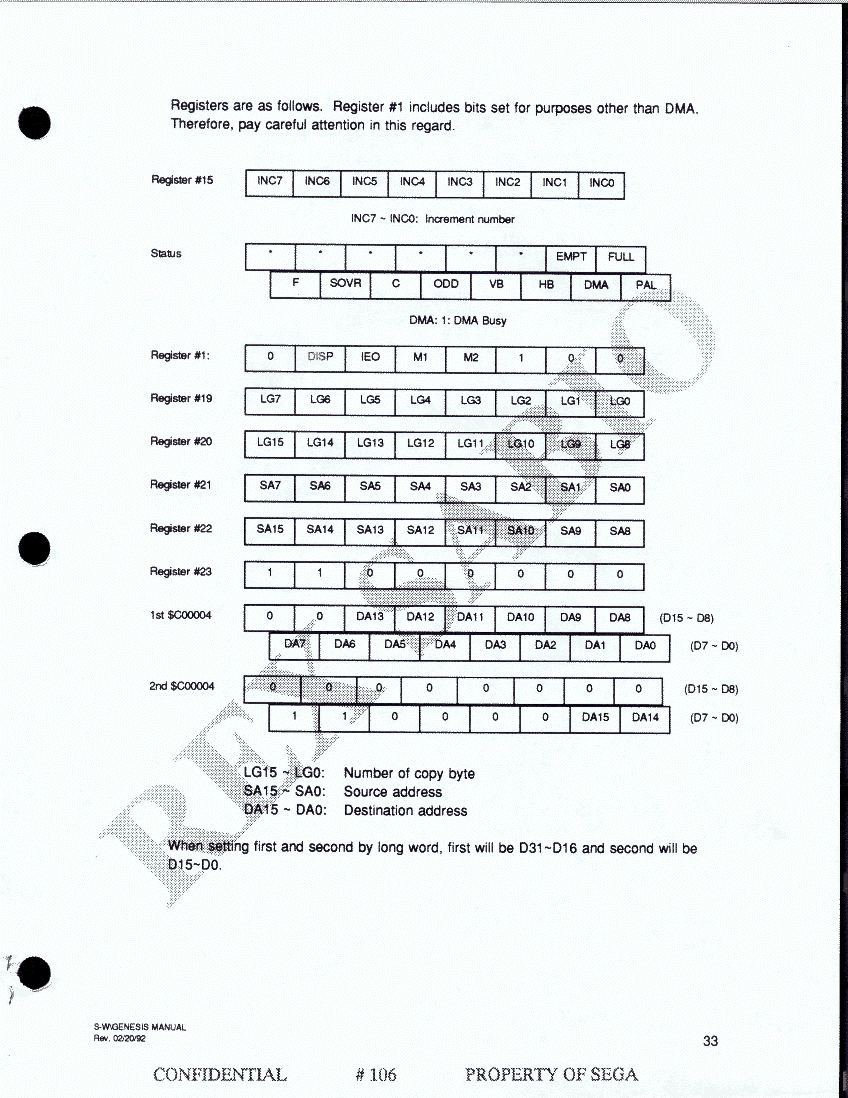 Registers are as follows. Register #1 includes bits set for purposes other than DMA.
Therefore, pay careful attention in this regard.
Register #15 INC7 INC6 INC5 INC4 INC3 INC2 INC1 INC0
INC7 ~ INC0: Increment number
Status * * * * * * EMPT FULL
F SOVR C ODD VB HB DMA PAL
DMA: 1: DMA Busy
Register #1: 0 DISP IEO M1 M2 1 0 0
Register #19 LG7 LG6 LG5 LG4 LG3 LG2 LG1 LG0
Register #20 LG15 LG14 LG13 LG12 LG11 LG10 LG9 LG8
Register #21 SA7 SA6 SA5 SA4 SA3 SA2 SA1 SA0
Register #22 SA15 SA14 SA13 SA12 SA11 SA10 SA9 SA8
Register #23 1 1 0 0 0 0 0 0
1st $C00004 0 0 DA13 DA12 DA11 DA10 DA9 DA8 (D15 ~ D8)
DA7 DA6 DA5 DA4 DA3 DA2 DA1 DA0 (D7 ~ D0)
2nd $C00004 0 0 0 0 0 0 0 0 (D15 ~ D8)
1 1 0 0 0 0 DA15 DA14 (D7 ~ D0)
LG15 ~ LG0: Number of copy byte
SA15 ~ SA0: Source address
DA15 ~ DA0: Destination address
When setting first and second by long word, first will be D31~D16 and second will be
D15~D0.
S-W\GENESIS MANUAL
Rev. 02/20/92
33
CONFIDENTIAL # 106 PROPERTY OF SEGA